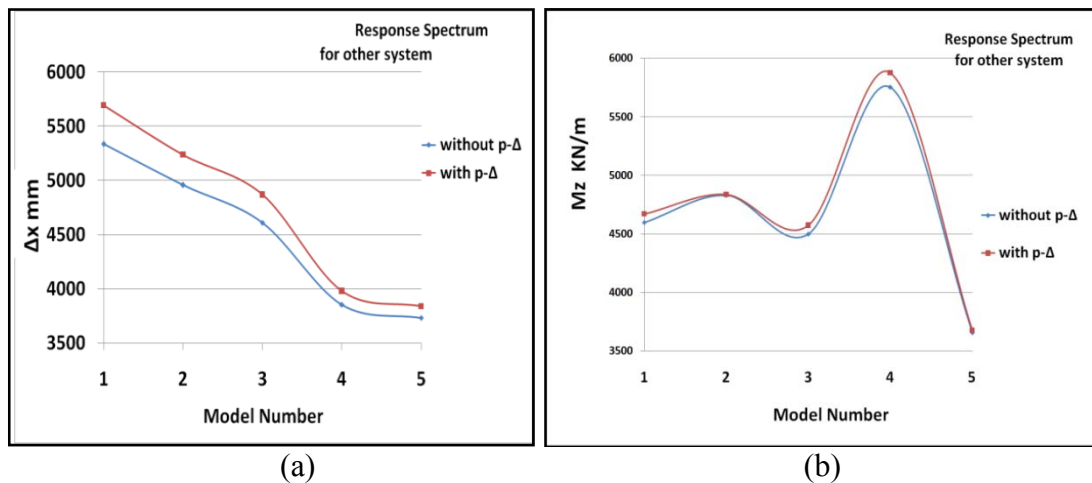 Response Spectrum
for other system
6000
5500
5000
4500
4000
3500
Δx mm
without p-Δ
with p-Δ
1 2 3 4 5
Model Number
(a)
Response Spectrum
for other system
6000
5500
5000
4500
4000
3500
Mz KN/m
without p-Δ
with p-Δ
1 2 3 4 5
Model Number
(b)